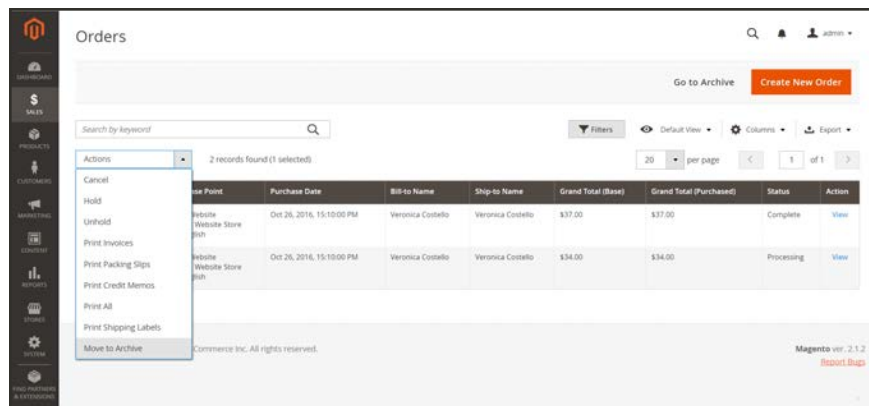 Orders
admin
DASHBOARD
SALES
PRODUCTS
CUSTOMERS
MARKETING
CONTENT
REPORTS
STORES
SYSTEM
FIND PARTNERS
& EXTENSIONS
Go to Archive
Create New Order
Search by keyword
Filters
Default View
Columns
Export
Actions
2 records found (1 selected)
20
per page
1
of 1
Cancel
Hold
Unhold
Print Invoices
Print Packing Slips
Print Credit Memos
Print All
Print Shipping Labels
Move to Archive
Point
Purchase Date
Bill-to Name
Ship-to Name
Grand Total (Base)
Grand Total (Purchased)
Status
Action
Website Store
Oct 26, 2016, 15:10:00 PM
Veronica Costello
Veronica Costello
$37.00
$37.00
Complete
View
Website Store
Oct 26, 2016, 15:10:00 PM
Veronica Costello
Veronica Costello
$34.00
$34.00
Processing
View
Commerce Inc. All rights reserved.
Magento ver. 2.1.2
Report Bugs